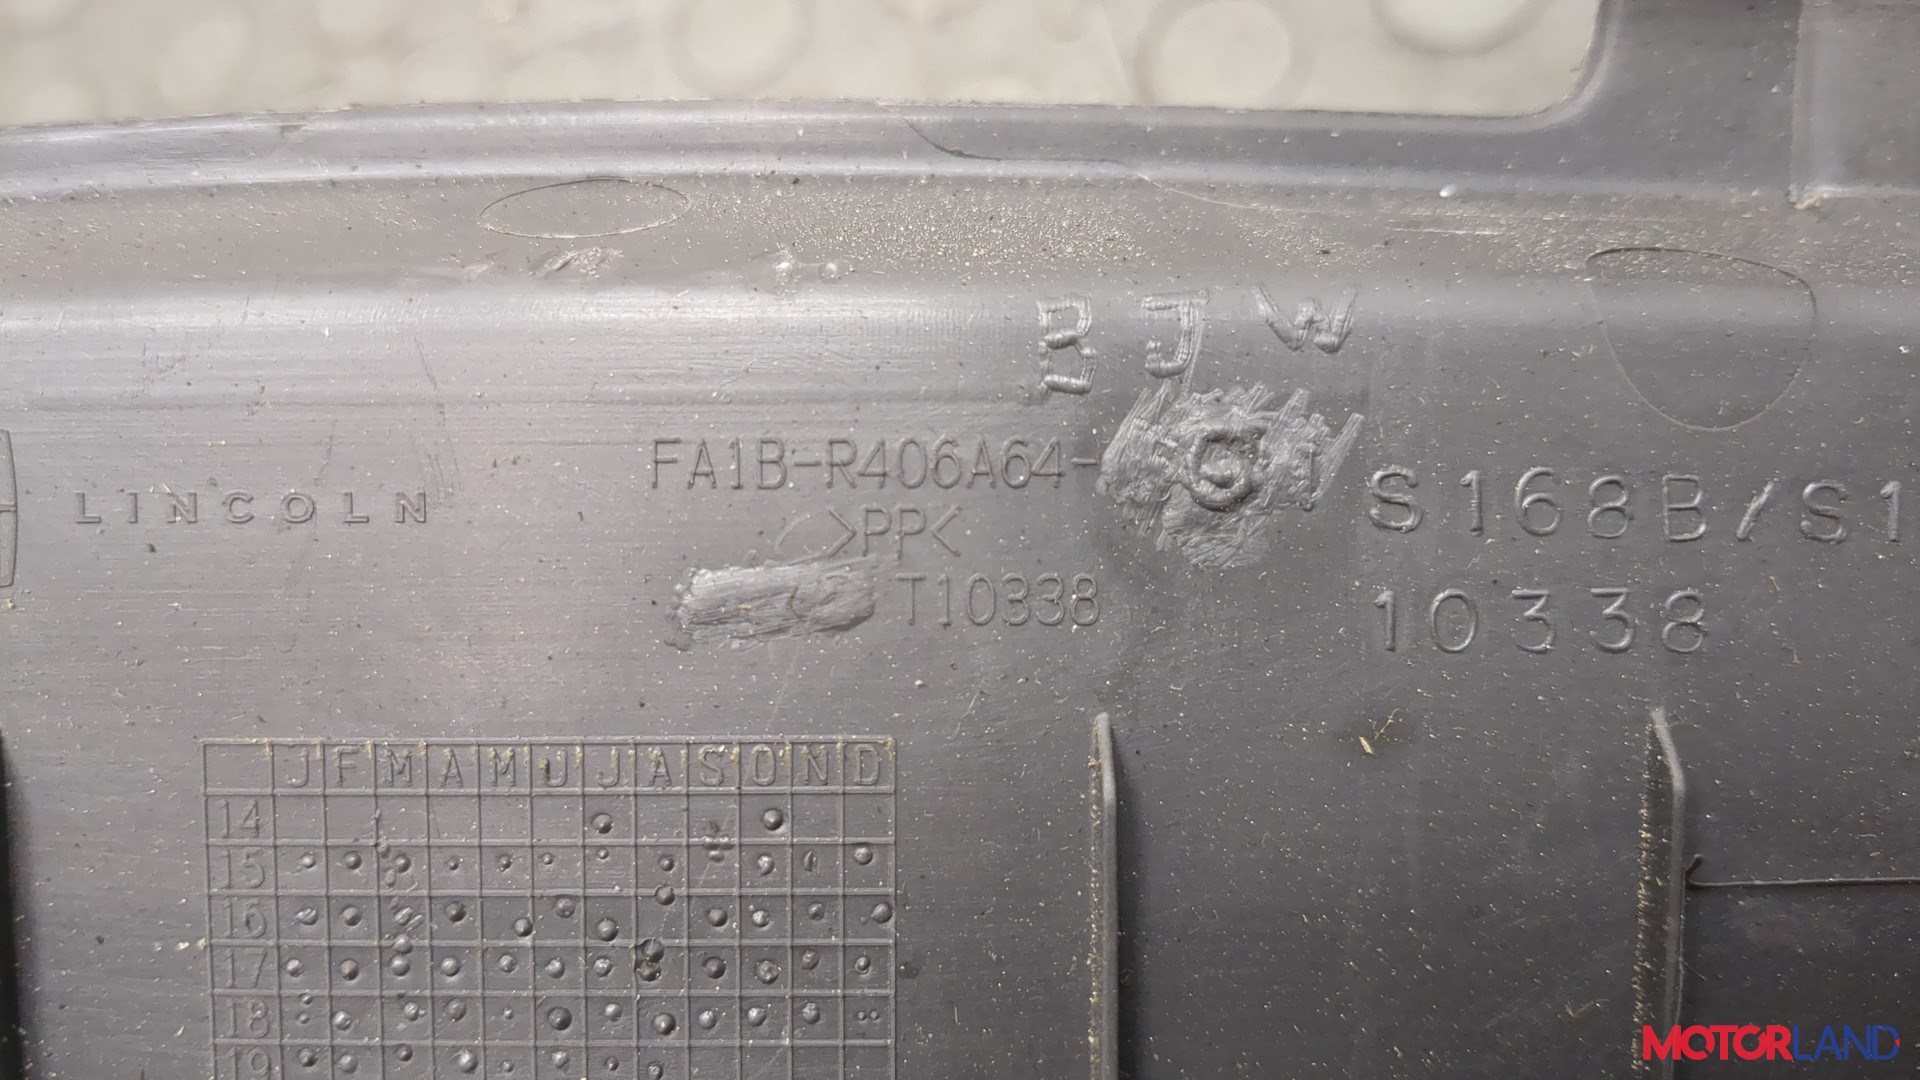 BJW
FA1B-R406A64- G
LINCOLN
S168B/S1
>PP<
T10338
10338
J F M A M J J A S O N D
14
15
16
17
18
19
MOTORLAND